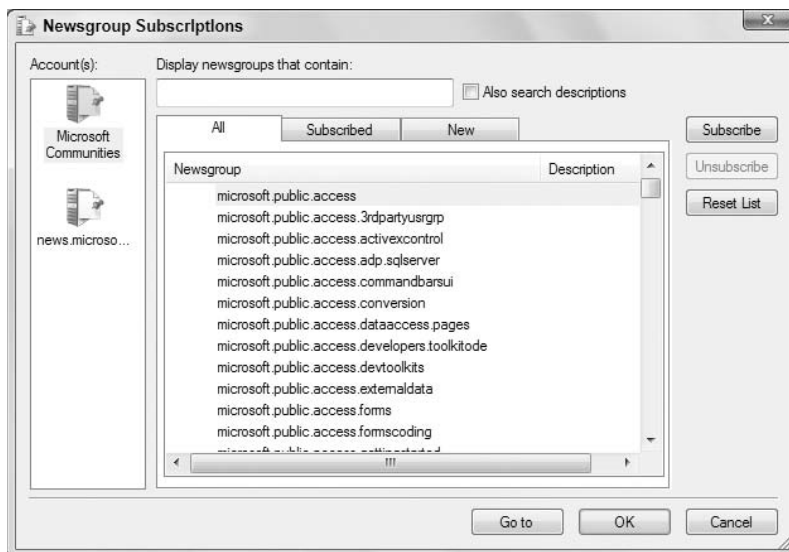 Newsgroup Subscriptions
Account(s):
Display newsgroups that contain:
Also search descriptions
Microsoft
Communities
news.microso...
All
Subscribed
New
Newsgroup
Description
microsoft.public.access
microsoft.public.access.3rdpartyusrgrp
microsoft.public.access.activexcontrol
microsoft.public.access.adp.sqlserver
microsoft.public.access.commandbarsui
microsoft.public.access.conversion
microsoft.public.access.dataaccess.pages
microsoft.public.access.developers.toolkitode
microsoft.public.access.devtoolkits
microsoft.public.access.externaldata
microsoft.public.access.forms
microsoft.public.access.formscoding
Subscribe
Unsubscribe
Reset List
Go to
OK
Cancel